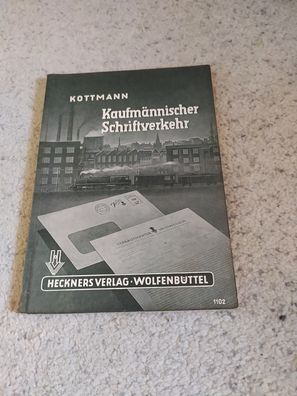 KOTTMANN
Kaufmännischer
Schriftverkehr
H
HECKNERS VERLAG · WOLFENBÜTTEL
1102